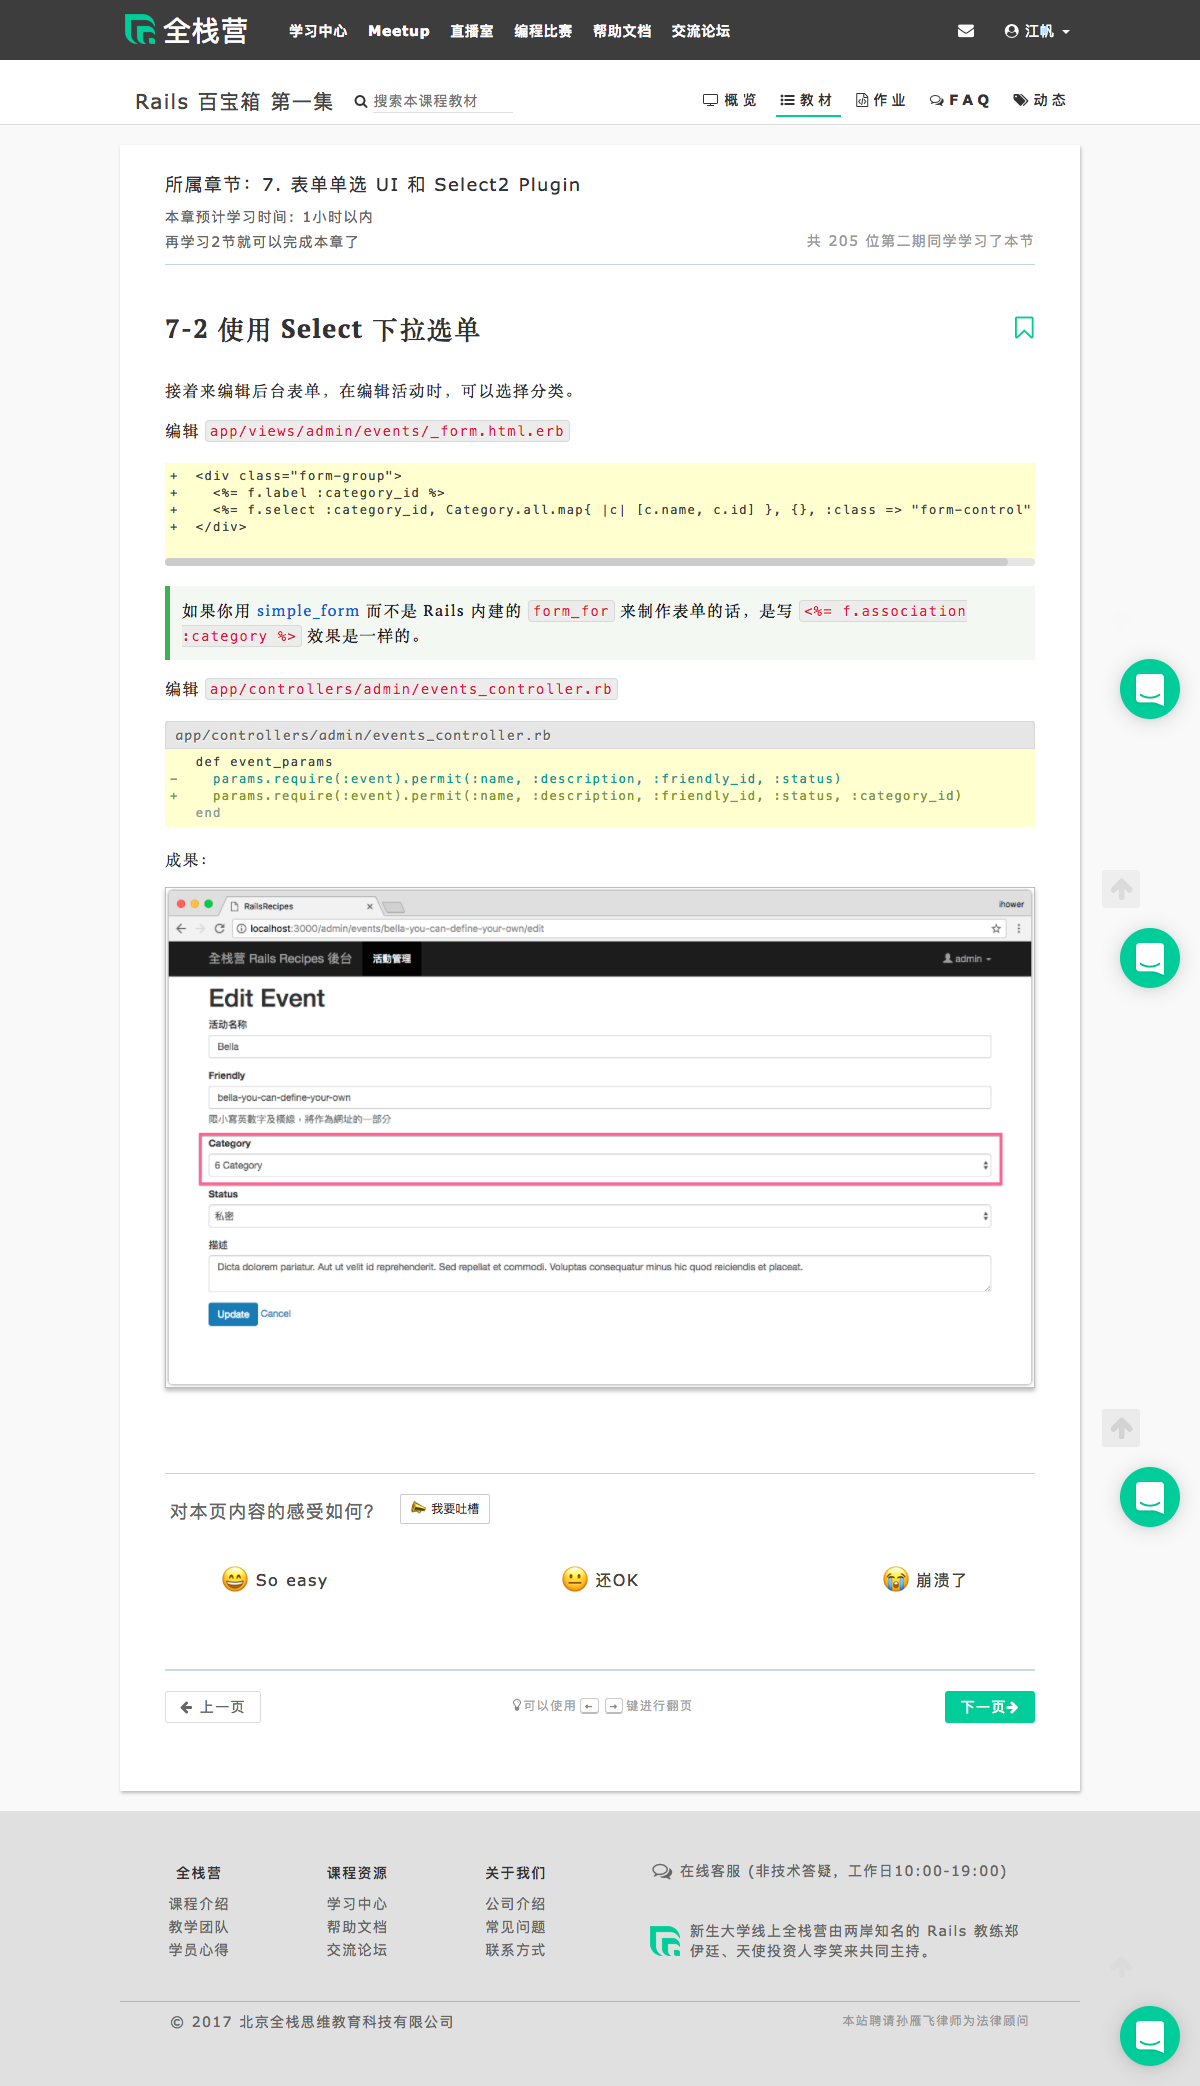 全栈营
学习中心 Meetup 直播室 编程比赛 帮助文档 交流论坛 江帆
Rails 百宝箱 第一集 搜索本课程教材 概览 教材 作业 FAQ 动态
所属章节：7. 表单单选 UI 和 Select2 Plugin
本章预计学习时间：1小时以内
再学习2节就可以完成本章了
共 205 位第二期同学学习了本节
7-2 使用 Select 下拉选单
接着来编辑后台表单，在编辑活动时，可以选择分类。
编辑 app/views/admin/events/_form.html.erb
+  <div class="form-group">
+    <%= f.label :category_id %>
+    <%= f.select :category_id, Category.all.map{ |c| [c.name, c.id] }, {}, :class => "form-control"
+  </div>
如果你用 simple_form 而不是 Rails 内建的 form_for 来制作表单的话，是写 <%= f.association
:category %> 效果是一样的。
编辑 app/controllers/admin/events_controller.rb
app/controllers/admin/events_controller.rb
   def event_params
-    params.require(:event).permit(:name, :description, :friendly_id, :status)
+    params.require(:event).permit(:name, :description, :friendly_id, :status, :category_id)
   end
成果：
RailsRecipes ihower
localhost:3000/admin/events/bella-you-can-define-your-own/edit
全栈营 Rails Recipes 後台 活動管理 admin
Edit Event
活动名称
Bella
Friendly
bella-you-can-define-your-own
限小寫英數字及橫線，將作為網址的一部分
Category
6 Category
Status
私密
描述
Dicta dolorem pariatur. Aut ut velit id reprehenderit. Sed repellat et commodi. Voluptas consequatur minus hic quod reiciendis et placeat.
Update Cancel
对本页内容的感受如何? 我要吐槽
So easy 还OK 崩溃了
上一页 可以使用 ← → 键进行翻页 下一页
全栈营 课程资源 关于我们
课程介绍 学习中心 公司介绍
教学团队 帮助文档 常见问题
学员心得 交流论坛 联系方式
在线客服 (非技术答疑，工作日10:00-19:00)
新生大学线上全栈营由两岸知名的 Rails 教练郑
伊廷、天使投资人李笑来共同主持。
© 2017 北京全栈思维教育科技有限公司
本站聘请孙雁飞律师为法律顾问